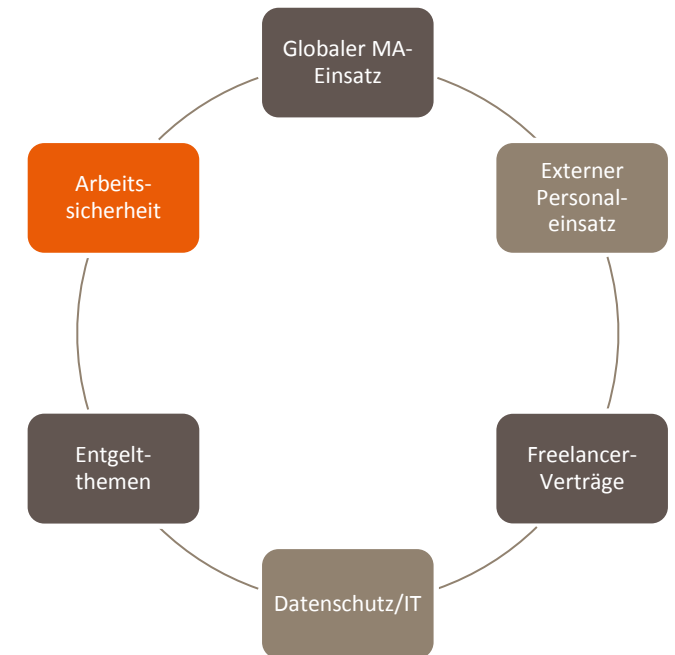 Globaler MA-
Einsatz
Externer
Personal-
einsatz
Freelancer-
Verträge
Datenschutz/IT
Entgelt-
themen
Arbeits-
sicherheit